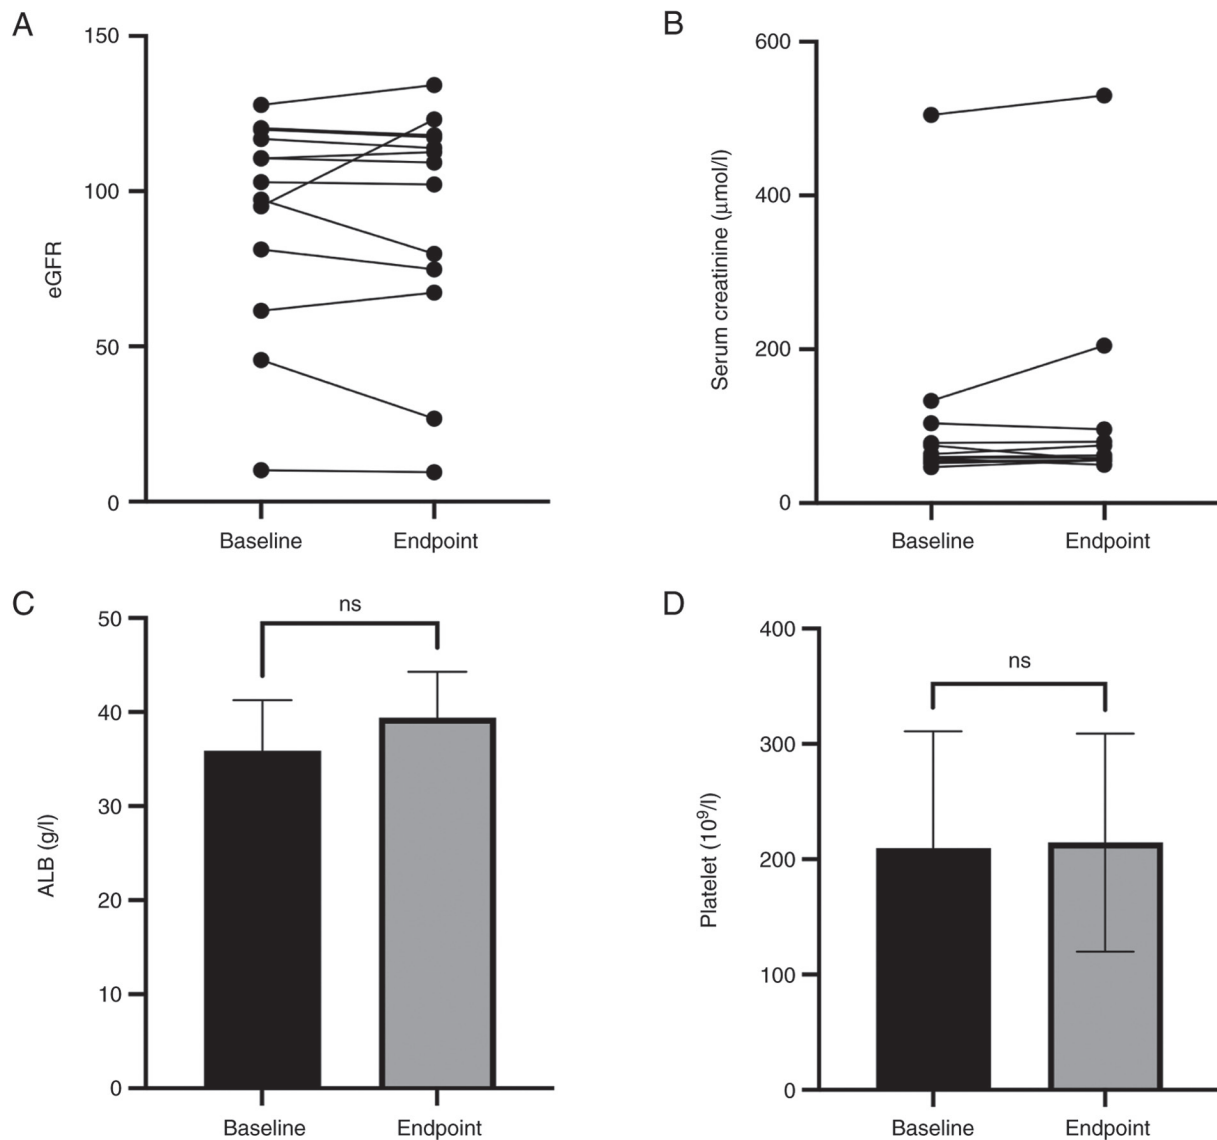 A
150
100
50
0
eGFR
Baseline
Endpoint
B
600
400
200
0
Serum creatinine (μmol/l)
Baseline
Endpoint
C
50
40
30
20
10
0
ALB (g/l)
ns
Baseline
Endpoint
D
400
300
200
100
0
Platelet (10⁹/l)
ns
Baseline
Endpoint